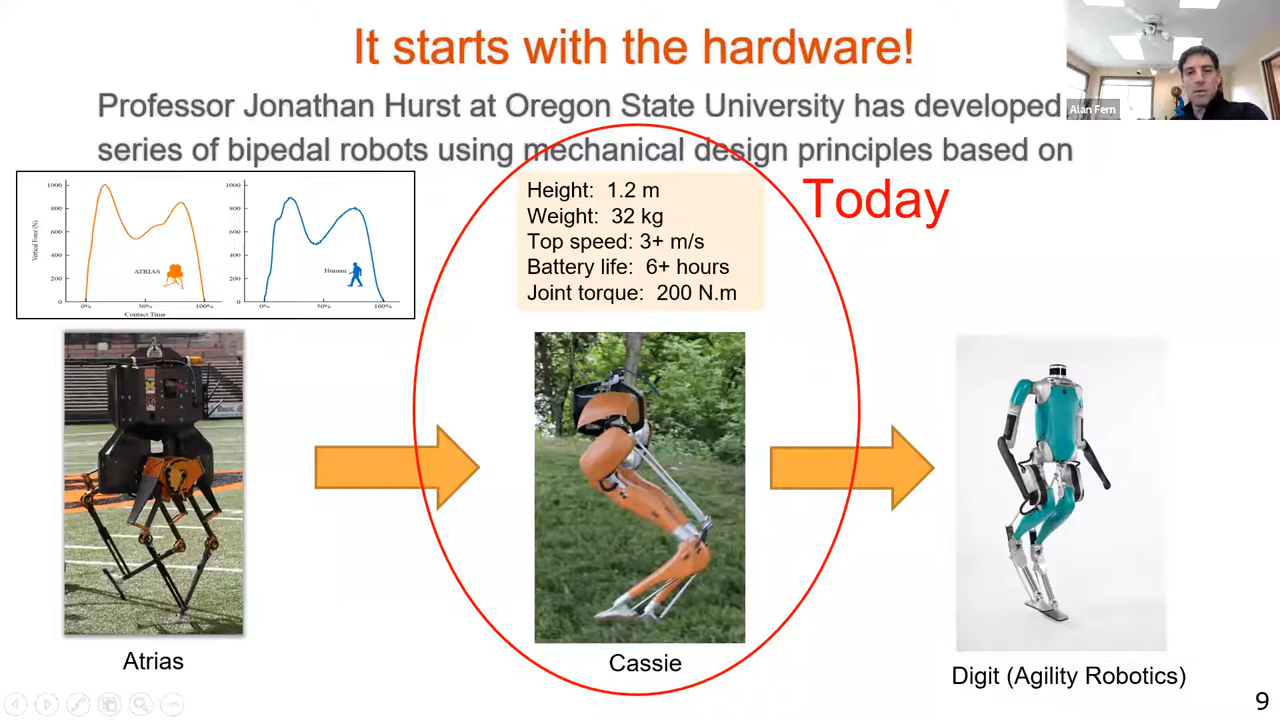 It starts with the hardware!
Professor Jonathan Hurst at Oregon State University has developed
series of bipedal robots using mechanical design principles based on
Alan Fern
Today
Height: 1.2 m
Weight: 32 kg
Top speed: 3+ m/s
Battery life: 6+ hours
Joint torque: 200 N.m
Vertical Force (N)
1000
800
600
400
200
0
ATRIAS
0%
50%
100%
Contact Time
1000
800
600
400
200
0
Human
0%
50%
100%
Atrias
Cassie
Digit (Agility Robotics)
9